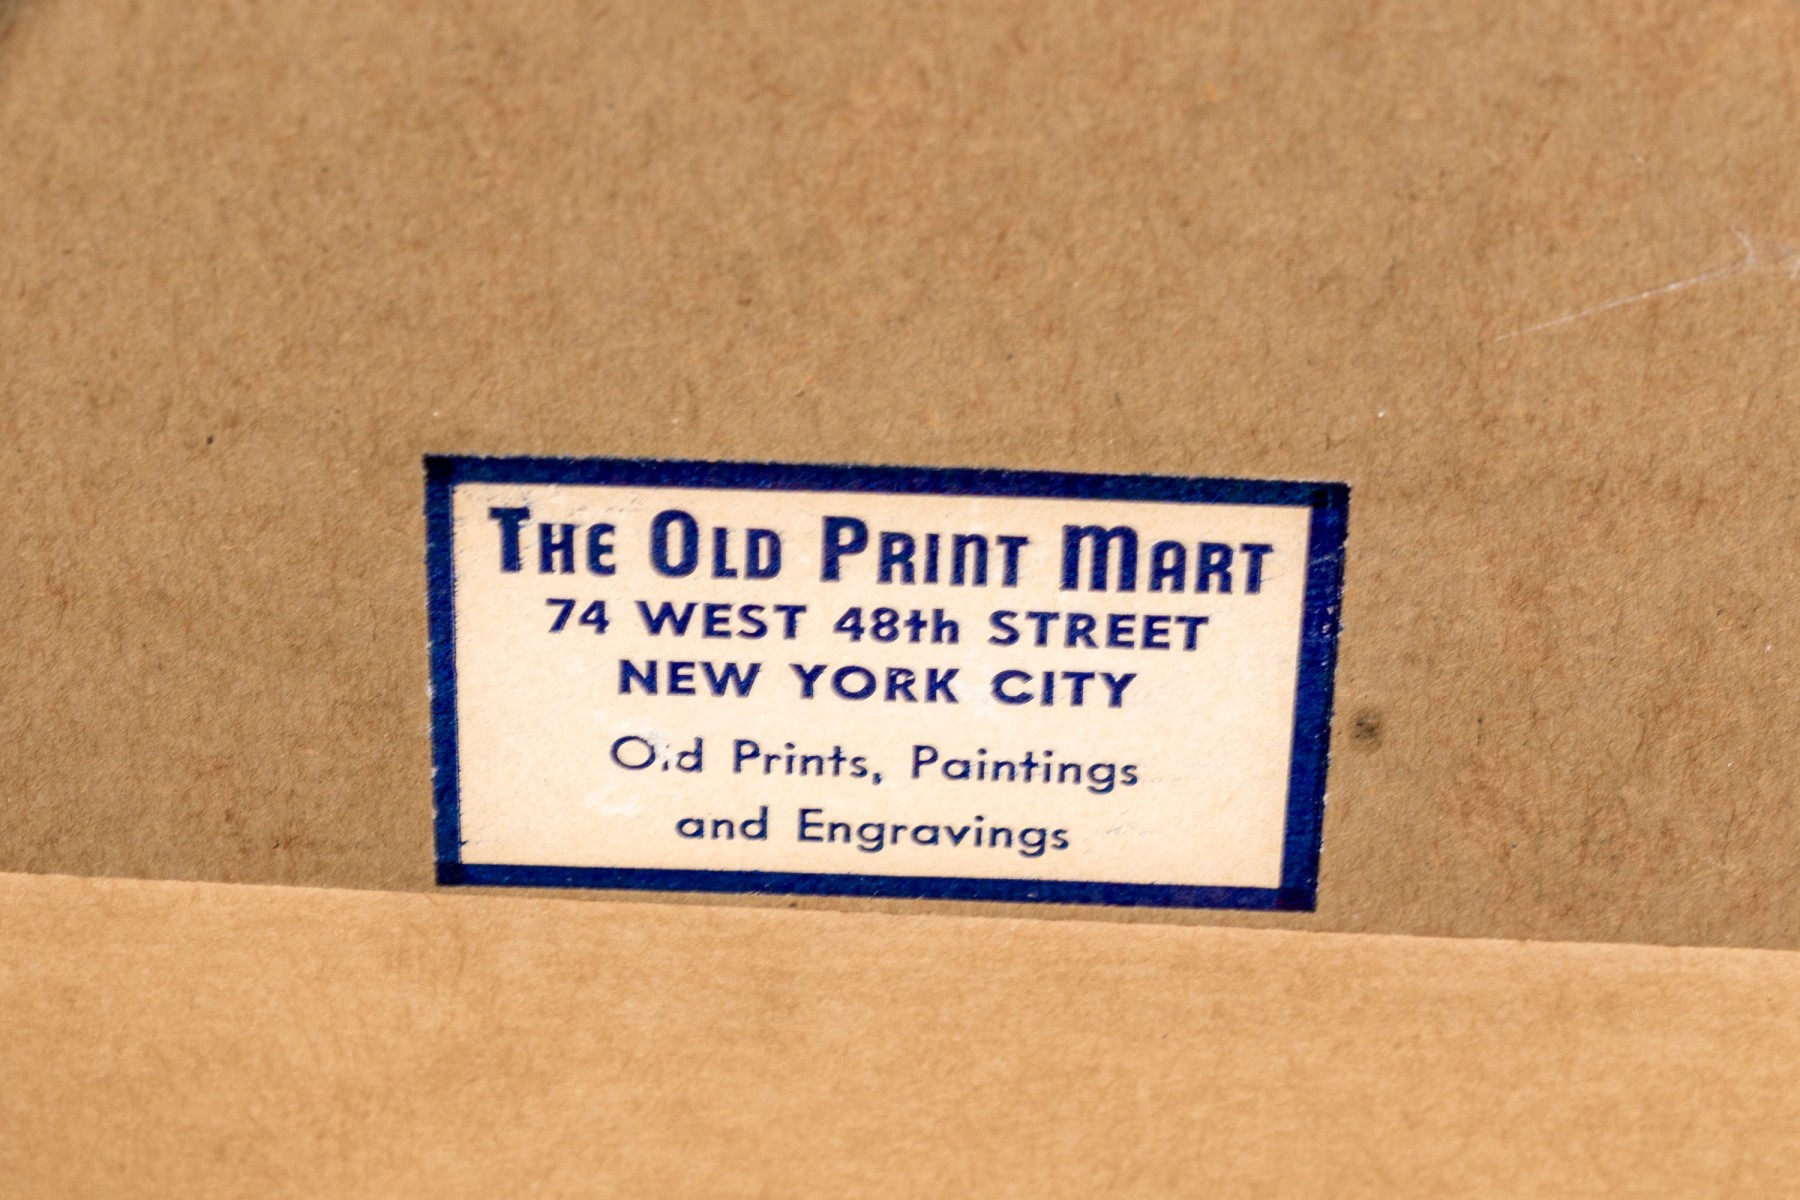 THE OLD PRINT MART
74 WEST 48th STREET
NEW YORK CITY
Old Prints, Paintings
and Engravings